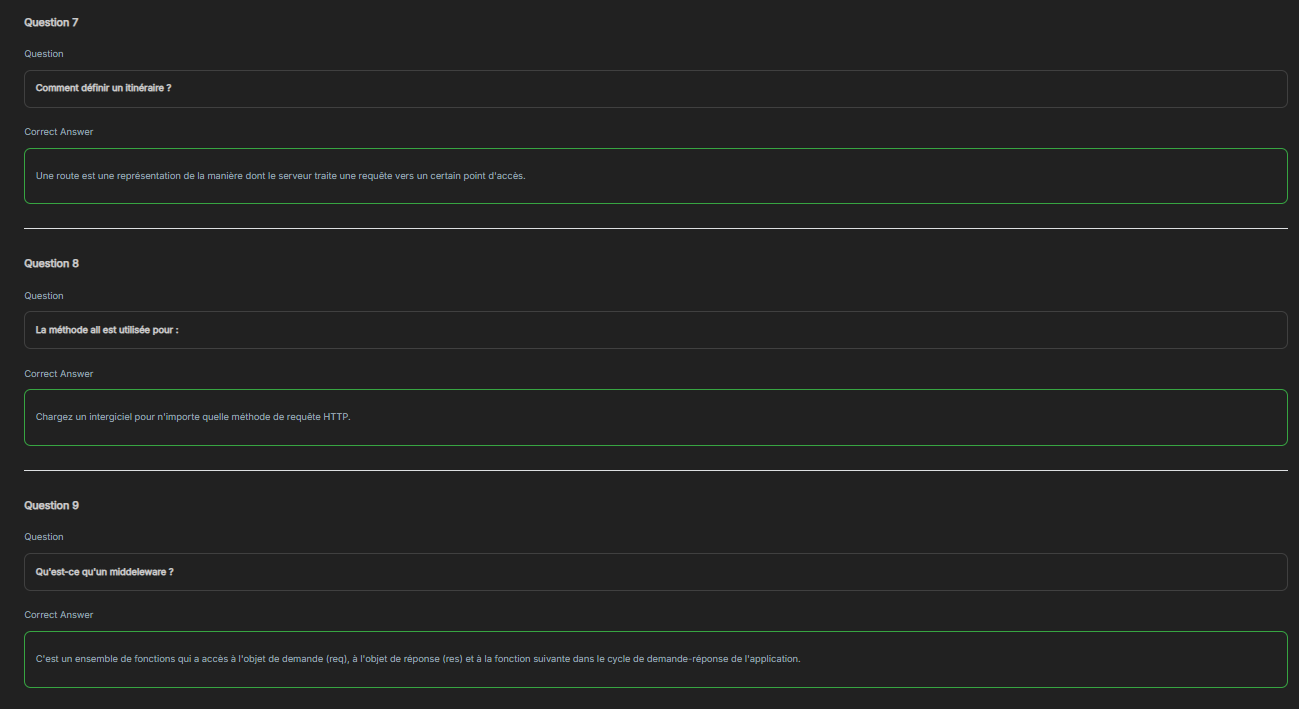 Question 7
Question
Comment définir un itinéraire ?
Correct Answer
Une route est une représentation de la manière dont le serveur traite une requête vers un certain point d'accès.
Question 8
Question
La méthode all est utilisée pour :
Correct Answer
Chargez un intergiciel pour n'importe quelle méthode de requête HTTP.
Question 9
Question
Qu'est-ce qu'un middeleware ?
Correct Answer
C'est un ensemble de fonctions qui a accès à l'objet de demande (req), à l'objet de réponse (res) et à la fonction suivante dans le cycle de demande-réponse de l'application.